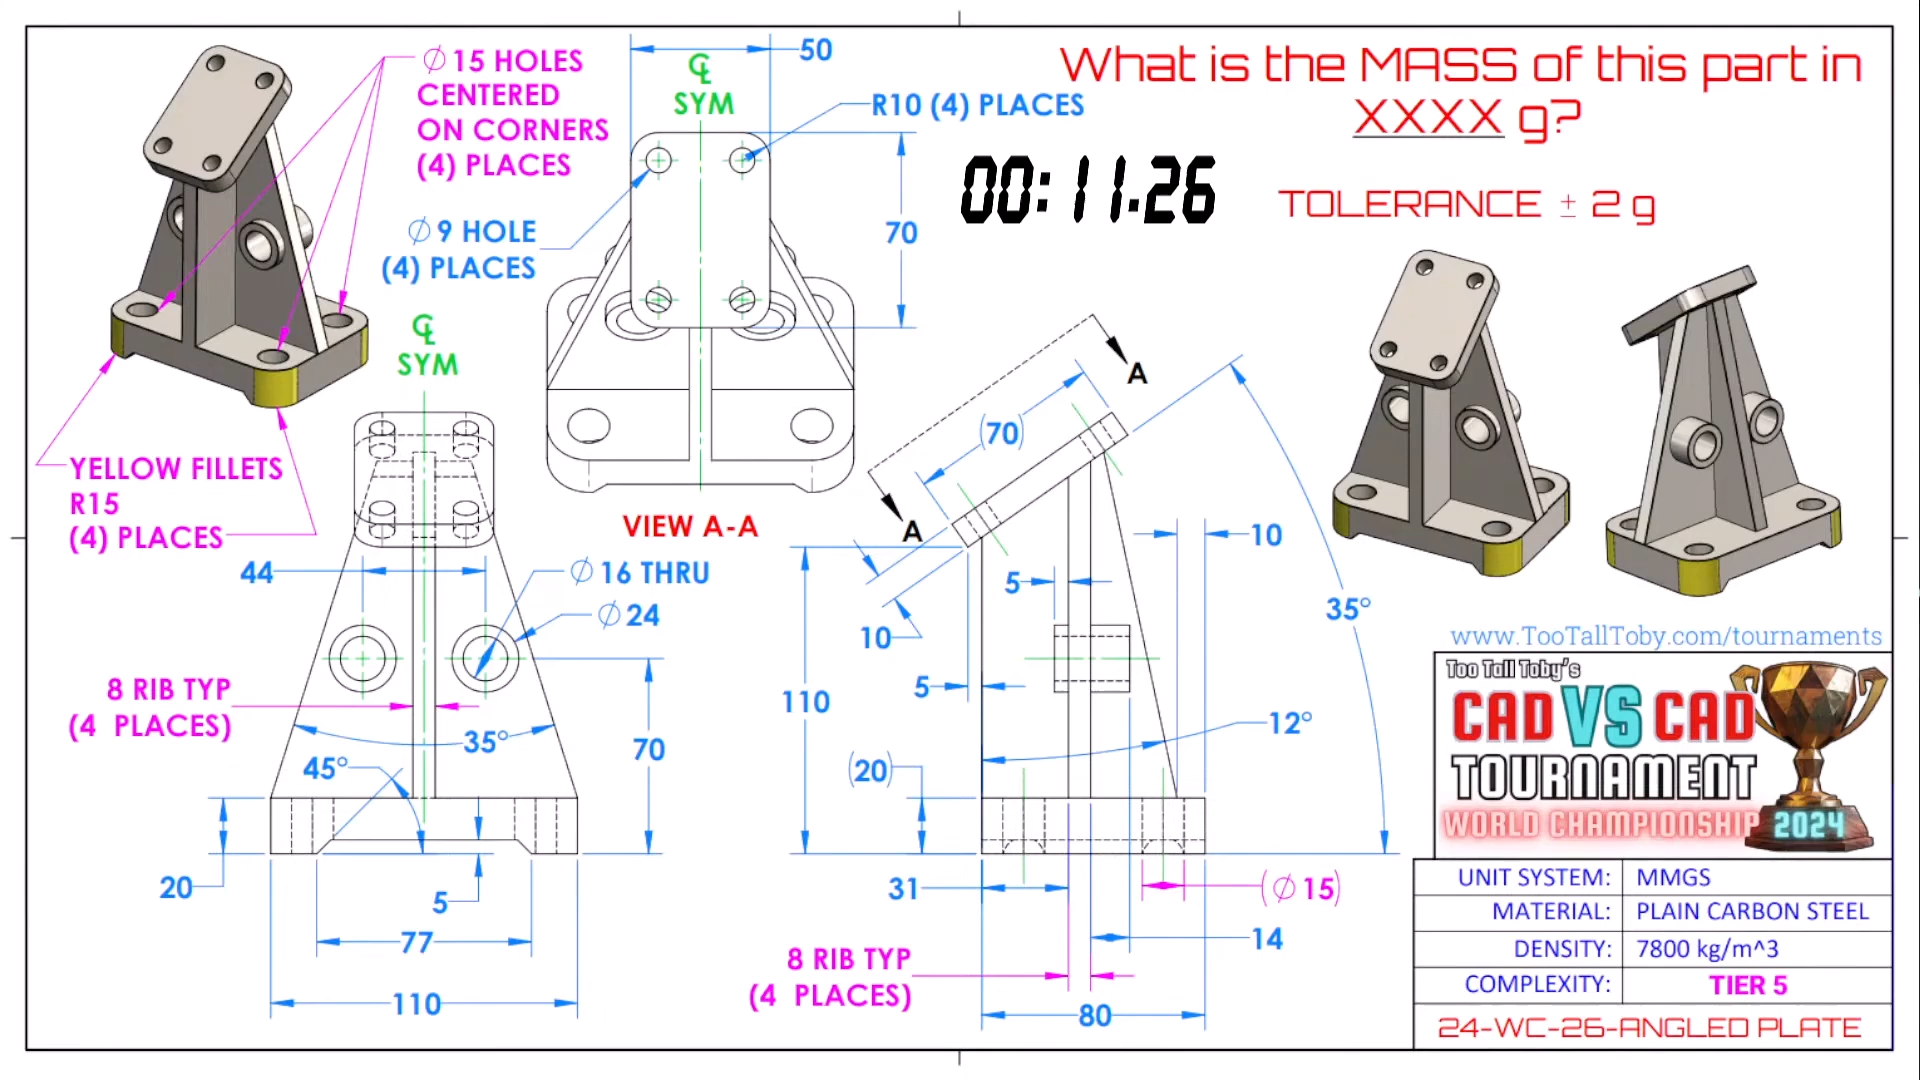 What is the MASS of this part in
XXXX g?
TOLERANCE ± 2 g
00:11.26
∅ 15 HOLES
CENTERED
ON CORNERS
(4) PLACES
50
℄
SYM
R10 (4) PLACES
∅ 9 HOLE
(4) PLACES
70
℄
SYM
YELLOW FILLETS
R15
(4) PLACES
VIEW A-A
A
A
(70)
10
5
35°
44
∅ 16 THRU
∅ 24
10
5
110
8 RIB TYP
(4 PLACES)
35°
45°
70
12°
(20)
20
5
77
110
31
(∅ 15)
14
8 RIB TYP
(4 PLACES)
80
www.TooTallToby.com/tournaments
Too Tall Toby's
CAD VS CAD
TOURNAMENT
WORLD CHAMPIONSHIP 2024
UNIT SYSTEM: MMGS
MATERIAL: PLAIN CARBON STEEL
DENSITY: 7800 kg/m^3
COMPLEXITY: TIER 5
24-WC-26-ANGLED PLATE